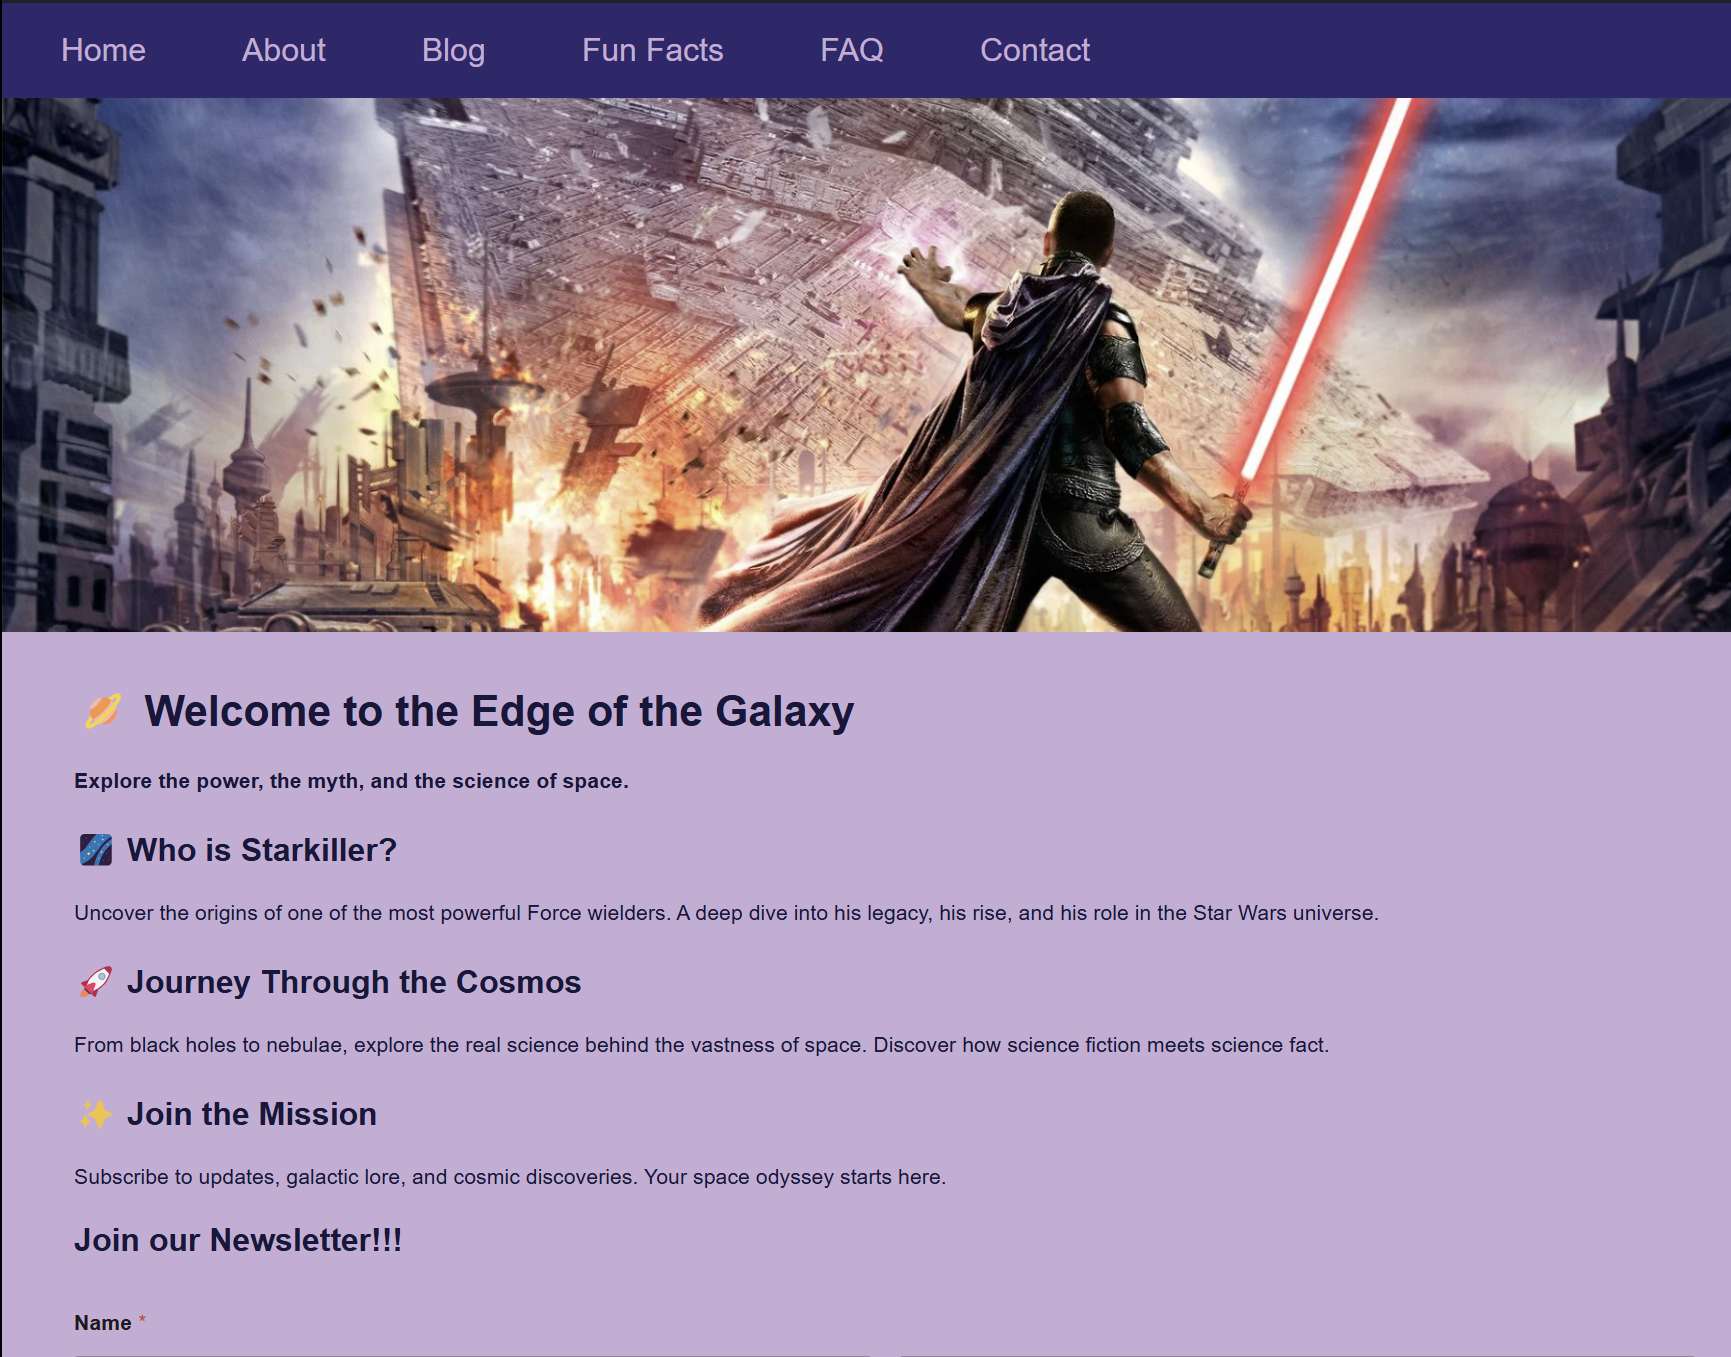 Home About Blog Fun Facts FAQ Contact
🪐 Welcome to the Edge of the Galaxy
Explore the power, the myth, and the science of space.
🌌 Who is Starkiller?
Uncover the origins of one of the most powerful Force wielders. A deep dive into his legacy, his rise, and his role in the Star Wars universe.
🚀 Journey Through the Cosmos
From black holes to nebulae, explore the real science behind the vastness of space. Discover how science fiction meets science fact.
✨ Join the Mission
Subscribe to updates, galactic lore, and cosmic discoveries. Your space odyssey starts here.
Join our Newsletter!!!
Name *